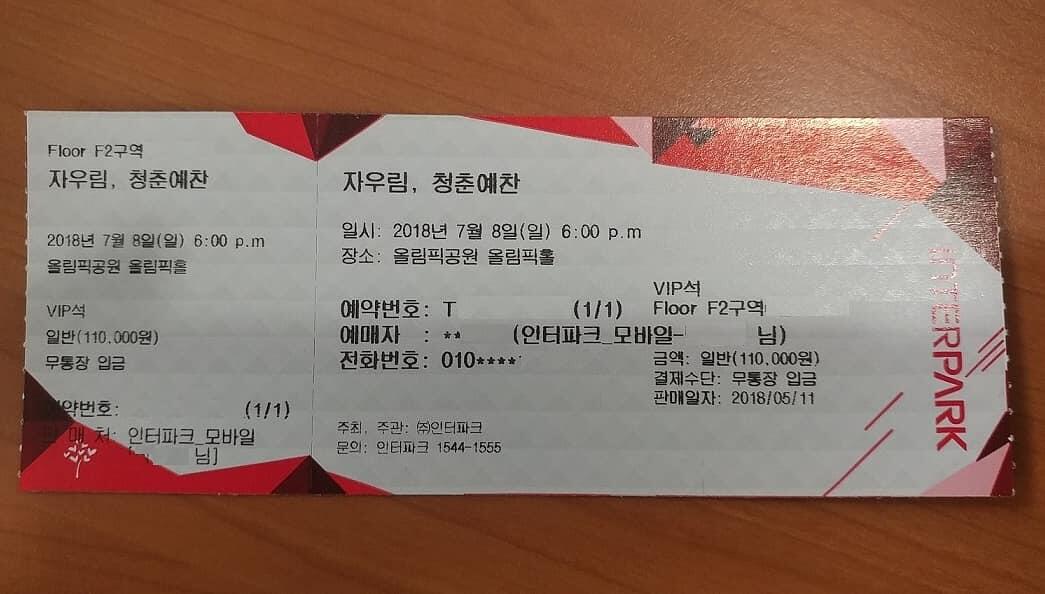 Floor F2구역
자우림, 청춘예찬
2018년 7월 8일(일) 6:00 p.m
올림픽공원 올림픽홀
VIP석
일반(110,000원)
무통장 입금
예약번호: (1/1)
판 매 처: 인터파크_모바일
님]
자우림, 청춘예찬
일시: 2018년 7월 8일(일) 6:00 p.m
장소: 올림픽공원 올림픽홀
예약번호: T (1/1)
예매자 : ** (인터파크_모바일- 님)
전화번호: 010****
VIP석
Floor F2구역
금액: 일반(110,000원)
결제수단: 무통장 입금
판매일자: 2018/05/11
주최, 주관: ㈜인터파크
문의: 인터파크 1544-1555
INTERPARK